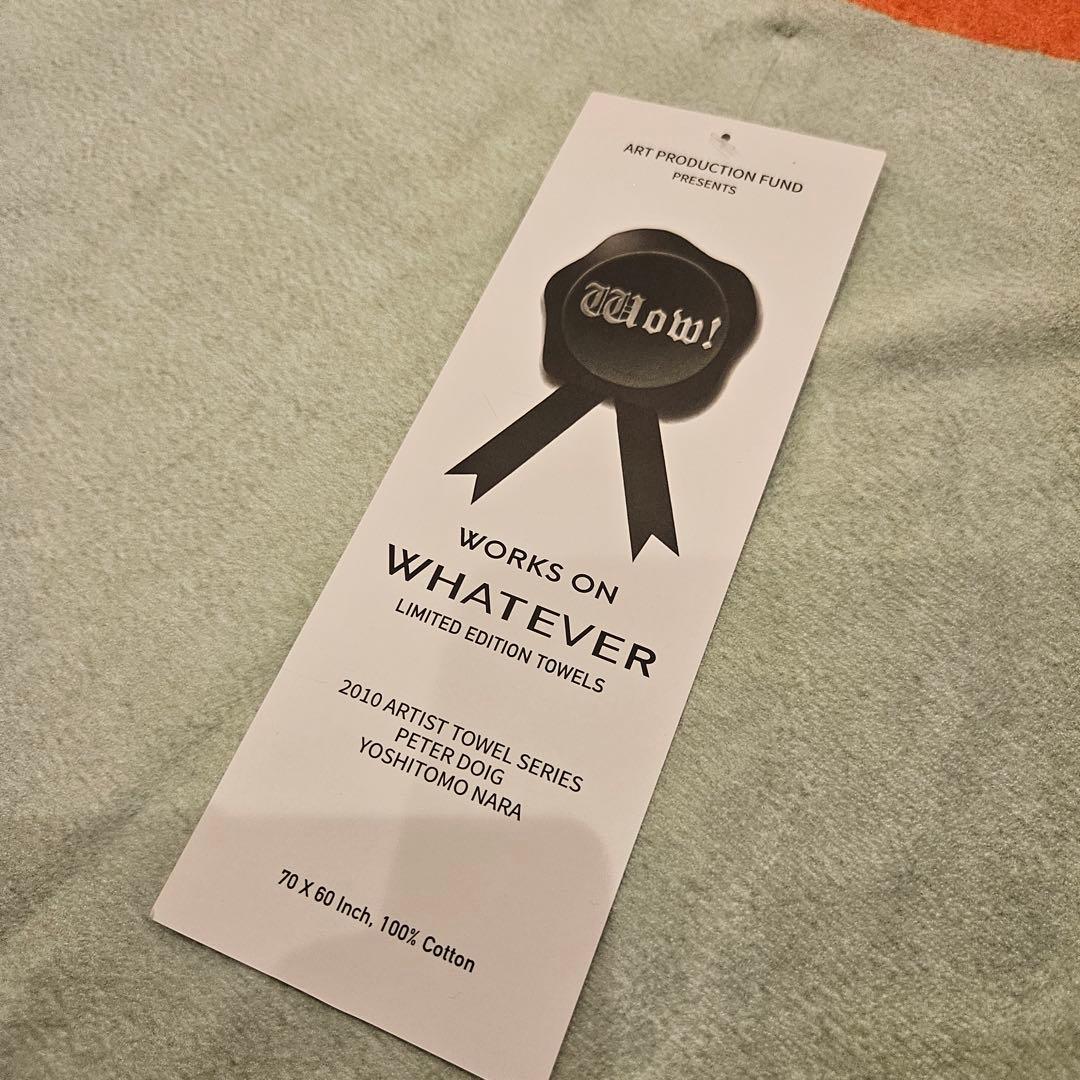 ART PRODUCTION FUND
PRESENTS
Wow!
WORKS ON
WHATEVER
LIMITED EDITION TOWELS
2010 ARTIST TOWEL SERIES
PETER DOIG
YOSHITOMO NARA
70 X 60 Inch, 100% Cotton